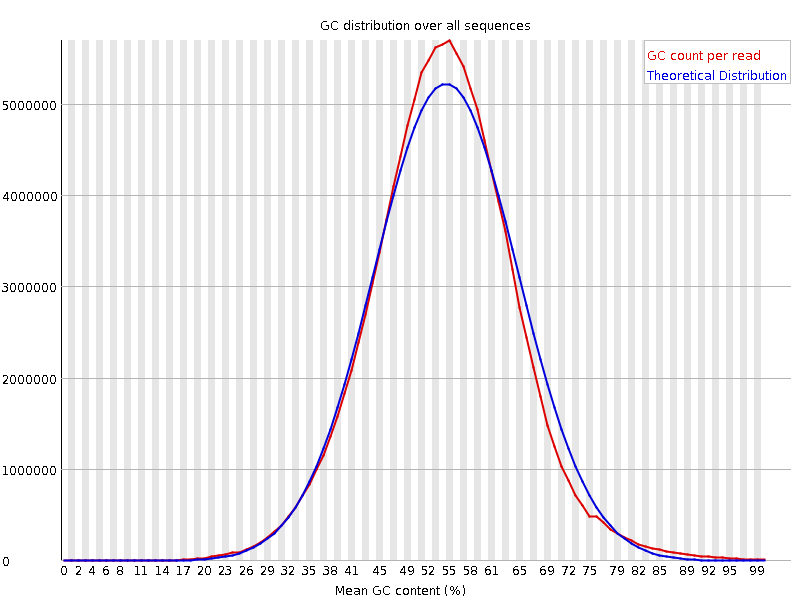 GC distribution over all sequences
GC count per read
Theoretical Distribution
5000000
4000000
3000000
2000000
1000000
0
0 2 4 6 8 11 14 17 20 23 26 29 32 35 38 41 45 49 52 55 58 61 65 69 72 75 79 82 85 89 92 95 99
Mean GC content (%)